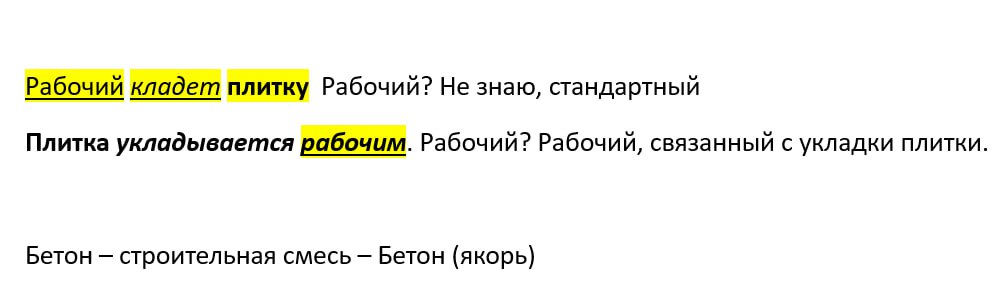 Рабочий кладет плитку  Рабочий? Не знаю, стандартный
Плитка укладывается рабочим. Рабочий? Рабочий, связанный с укладки плитки.
Бетон – строительная смесь – Бетон (якорь)